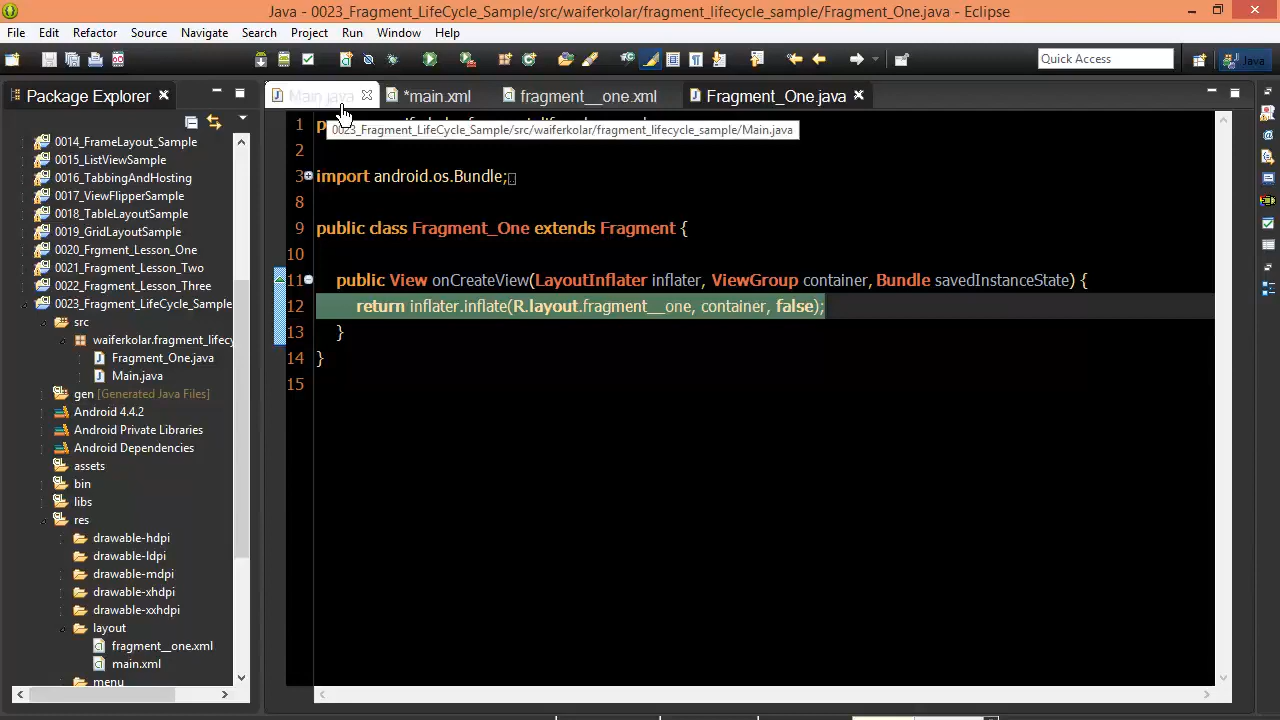 Java - 0023_Fragment_LifeCycle_Sample/src/waiferkolar/fragment_lifecycle_sample/Fragment_One.java - Eclipse
File Edit Refactor Source Navigate Search Project Run Window Help
Quick Access
Java
Package Explorer
Main.java
*main.xml
fragment__one.xml
Fragment_One.java
0023_Fragment_LifeCycle_Sample/src/waiferkolar/fragment_lifecycle_sample/Main.java
0014_FrameLayout_Sample
0015_ListViewSample
0016_TabbingAndHosting
0017_ViewFlipperSample
0018_TableLayoutSample
0019_GridLayoutSample
0020_Frgment_Lesson_One
0021_Fragment_Lesson_Two
0022_Fragment_Lesson_Three
0023_Fragment_LifeCycle_Sample
src
waiferkolar.fragment_lifecy
Fragment_One.java
Main.java
gen [Generated Java Files]
Android 4.4.2
Android Private Libraries
Android Dependencies
assets
bin
libs
res
drawable-hdpi
drawable-ldpi
drawable-mdpi
drawable-xhdpi
drawable-xxhdpi
layout
fragment__one.xml
main.xml
menu
1
2
3 import android.os.Bundle;
8
9 public class Fragment_One extends Fragment {
10
11 public View onCreateView(LayoutInflater inflater, ViewGroup container, Bundle savedInstanceState) {
12 return inflater.inflate(R.layout.fragment__one, container, false);
13 }
14 }
15